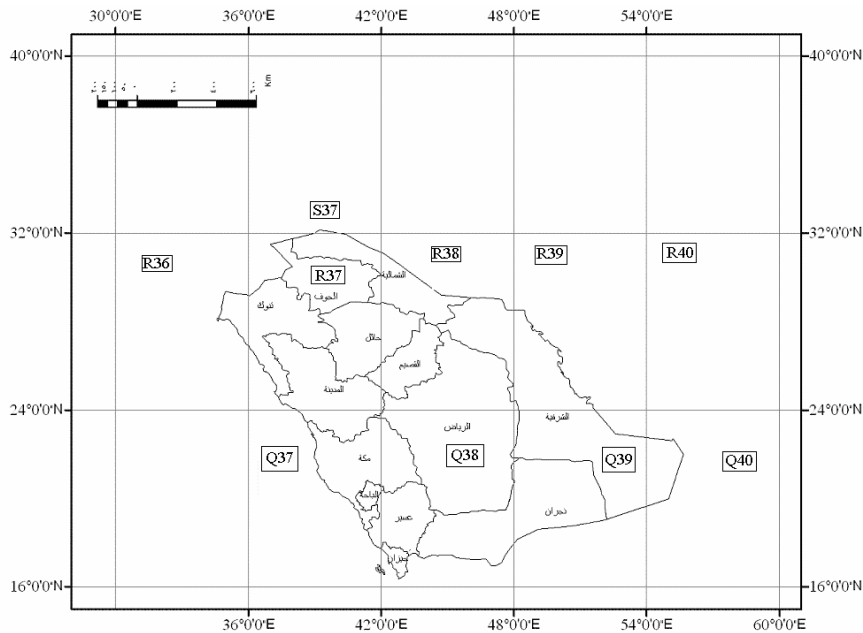 30°0'0"E 36°0'0"E 42°0'0"E 48°0'0"E 54°0'0"E
40°0'0"N 40°0'0"N
Km
S37
32°0'0"N 32°0'0"N
R36 R37 R38 R39 R40
الشمالية
الجوف
تبوك
حائل
القصيم
المدينة
24°0'0"N 24°0'0"N
الشرقية
الرياض
مكة
Q37 Q38 Q39 Q40
الباحة
عسير
نجران
جيزان
16°0'0"N 16°0'0"N
36°0'0"E 42°0'0"E 48°0'0"E 54°0'0"E 60°0'0"E